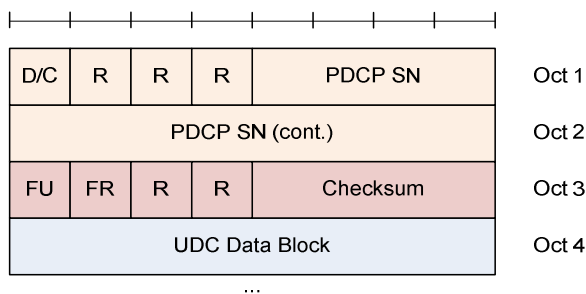 D/C R R R PDCP SN Oct 1
PDCP SN (cont.) Oct 2
FU FR R R Checksum Oct 3
UDC Data Block Oct 4
...